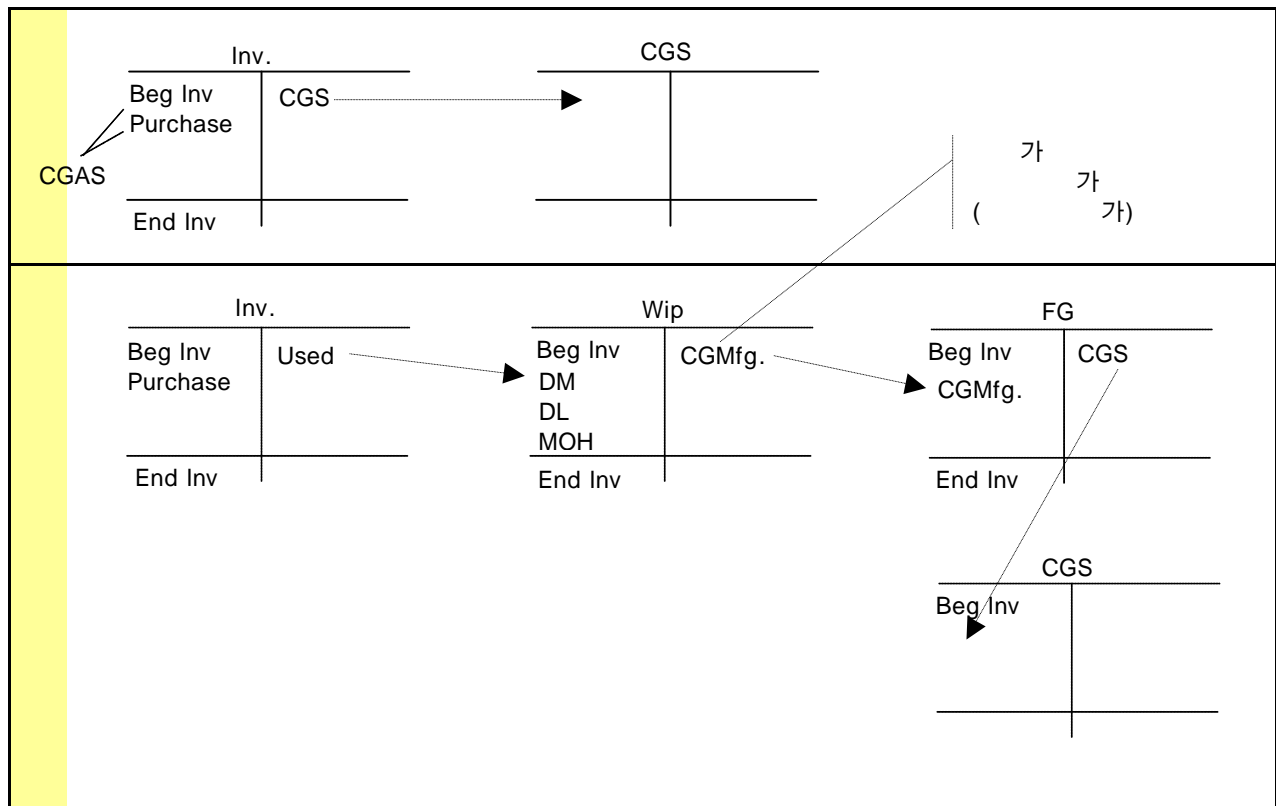 Inv.
CGS
Beg Inv
CGS
Purchase
CGAS
End Inv
가
가
( 가)
Inv.
Wip
FG
Beg Inv
Used
Purchase
End Inv
Beg Inv
CGMfg.
DM
DL
MOH
End Inv
Beg Inv
CGS
CGMfg.
End Inv
CGS
Beg Inv